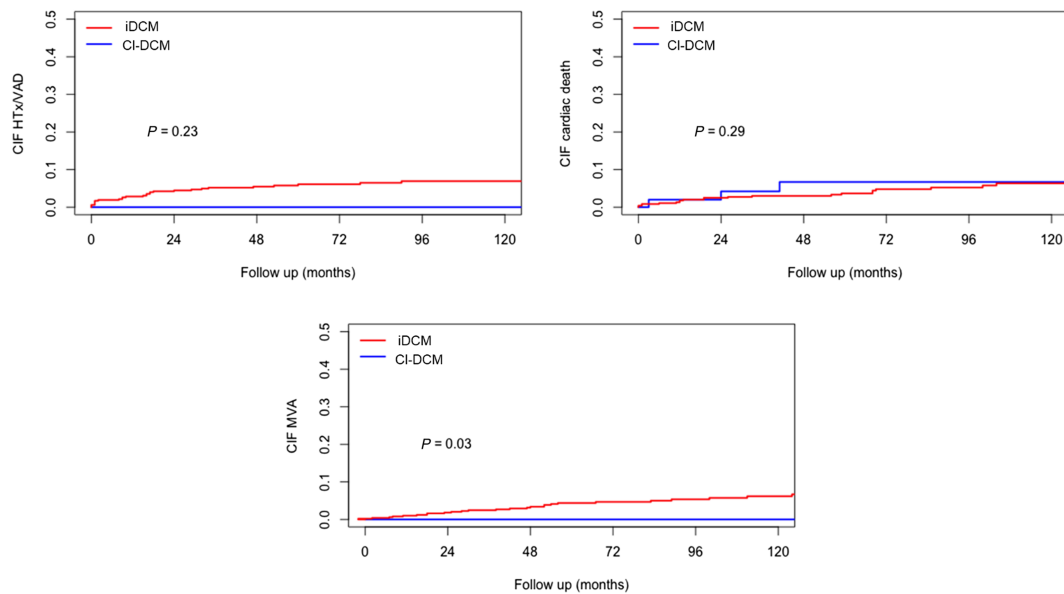 iDCM
CI-DCM
CIF HTx/VAD
0.5
0.4
0.3
0.2
0.1
0.0
P = 0.23
0 24 48 72 96 120
Follow up (months)
iDCM
CI-DCM
CIF cardiac death
0.5
0.4
0.3
0.2
0.1
0.0
P = 0.29
0 24 48 72 96 120
Follow up (months)
iDCM
CI-DCM
CIF MVA
0.5
0.4
0.3
0.2
0.1
0.0
P = 0.03
0 24 48 72 96 120
Follow up (months)